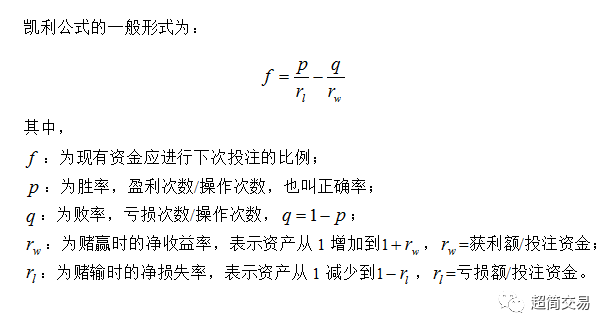 凯利公式的一般形式为：
f = p/r_l − q/r_w
其中，
f：为现有资金应进行下次投注的比例；
p：为胜率，盈利次数/操作次数，也叫正确率；
q：为败率，亏损次数/操作次数，q=1−p；
r_w：为赌赢时的净收益率，表示资产从 1 增加到1+r_w，r_w=获利额/投注资金；
r_l：为赌输时的净损失率，表示资产从 1 减少到1−r_l，r_l=亏损额/投注资金。
超简交易